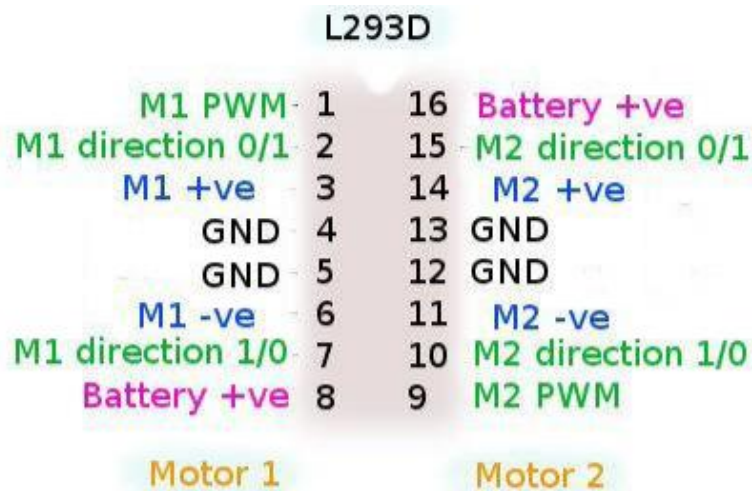 L293D
M1 PWM 1 16 Battery +ve
M1 direction 0/1 2 15 M2 direction 0/1
M1 +ve 3 14 M2 +ve
GND 4 13 GND
GND 5 12 GND
M1 -ve 6 11 M2 -ve
M1 direction 1/0 7 10 M2 direction 1/0
Battery +ve 8 9 M2 PWM
Motor 1 Motor 2